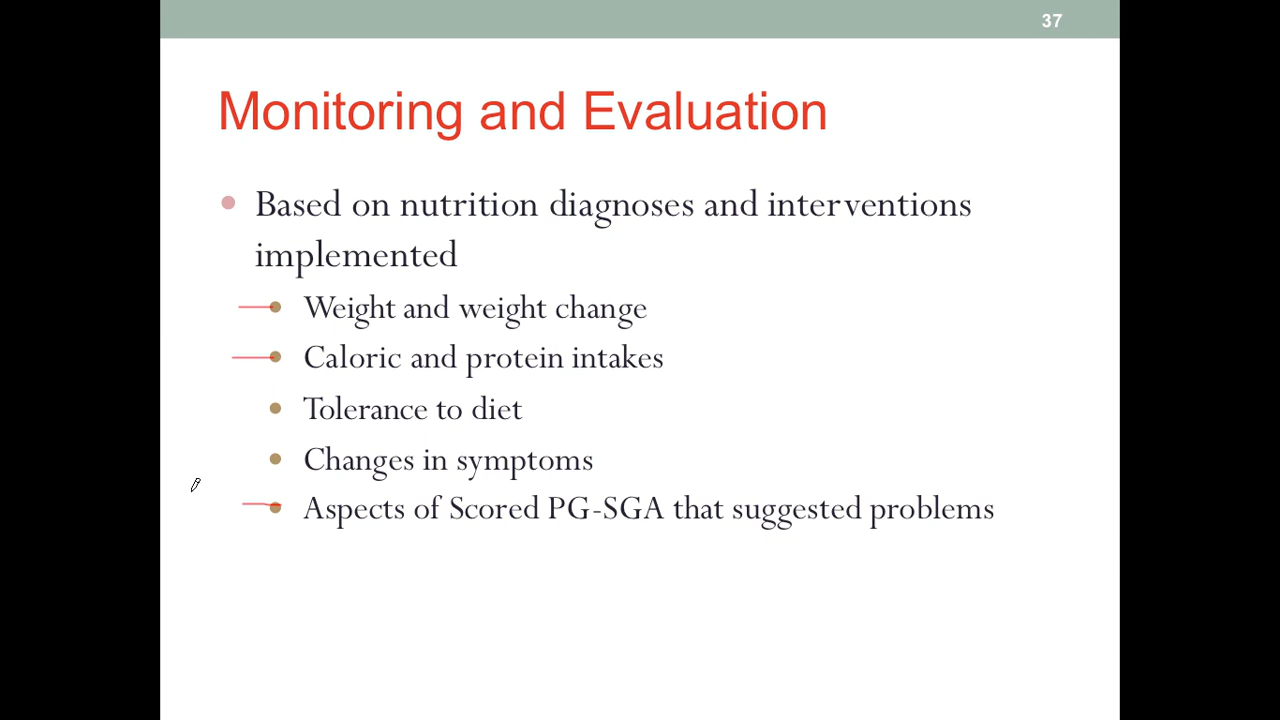 37
Monitoring and Evaluation
Based on nutrition diagnoses and interventions
implemented
Weight and weight change
Caloric and protein intakes
Tolerance to diet
Changes in symptoms
Aspects of Scored PG-SGA that suggested problems